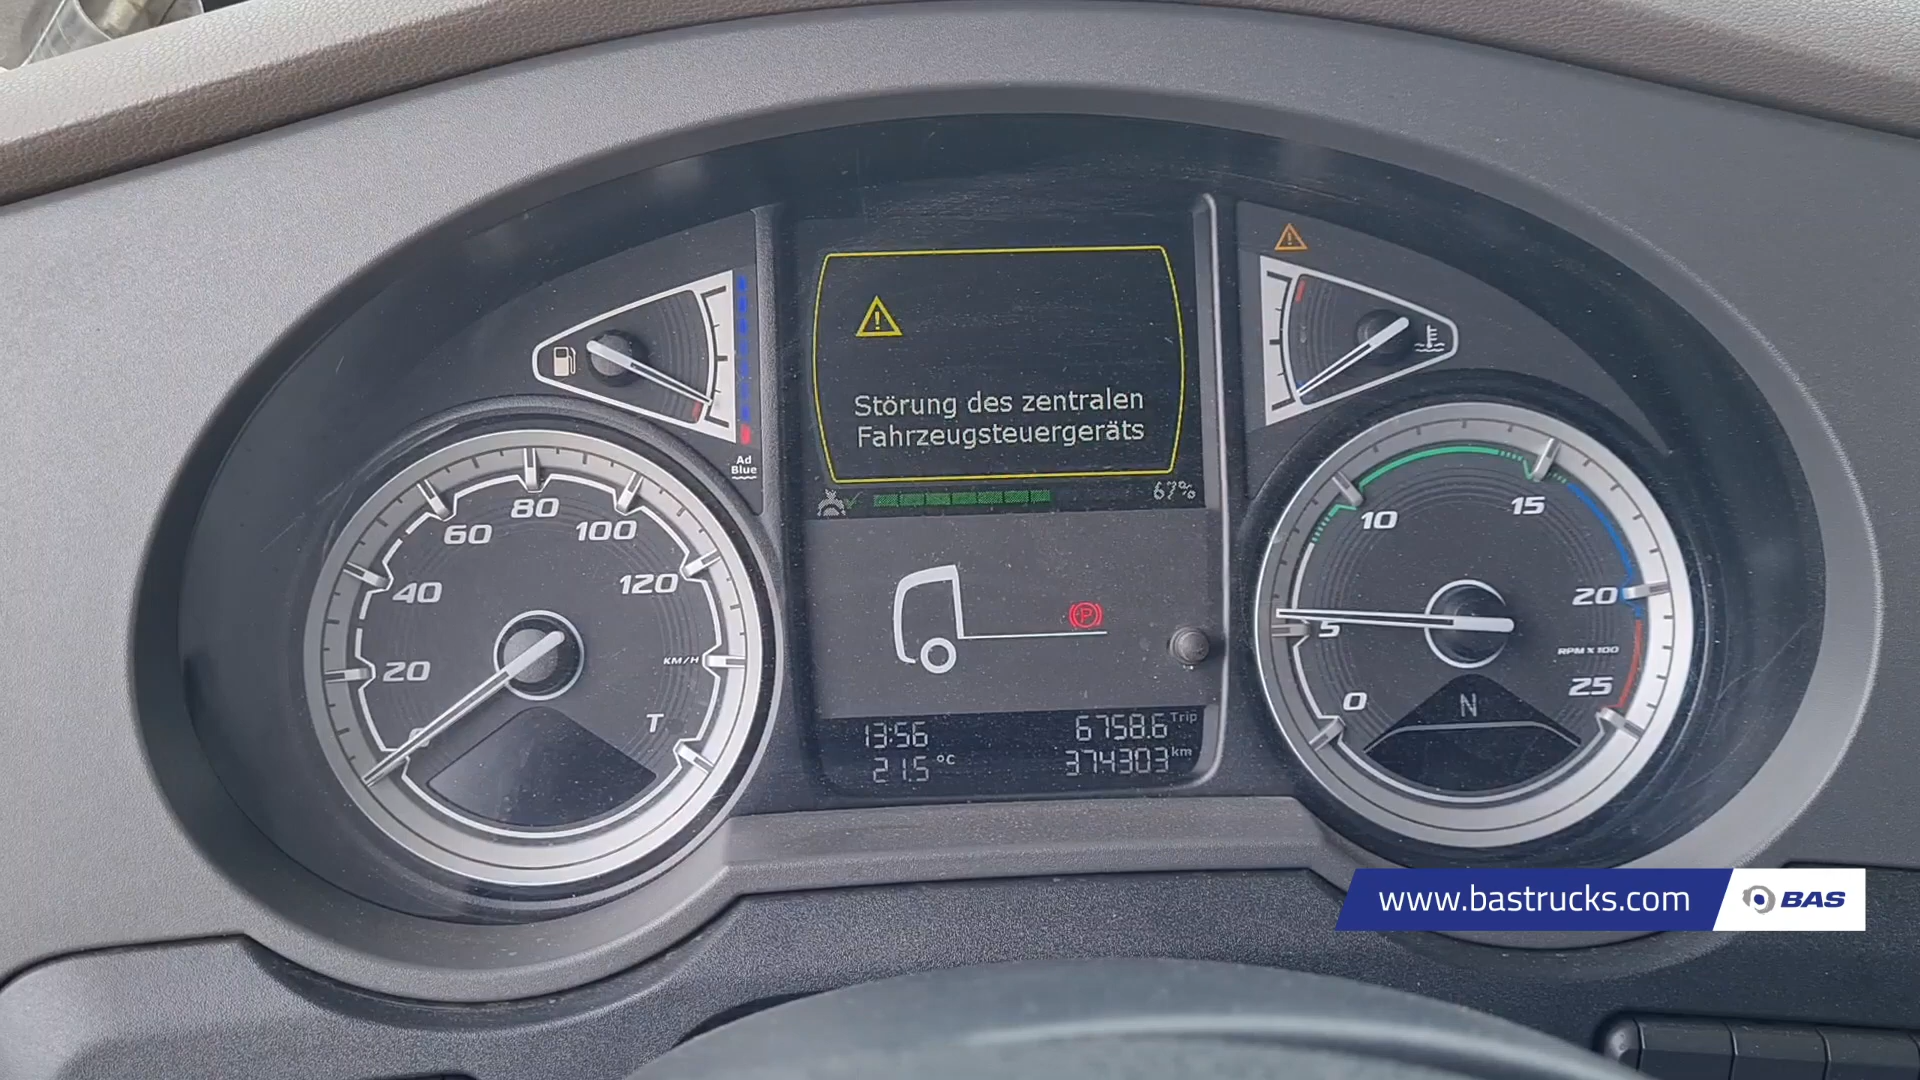 Störung des zentralen
Fahrzeugsteuergeräts
67%
Ad
Blue
0
20
40
60
80
100
120
KM/H
T
13:56
6758.6 Trip
21.5 °C
374303 km
0
5
10
15
20
25
RPM x 100
N
P
www.bastrucks.com
BAS